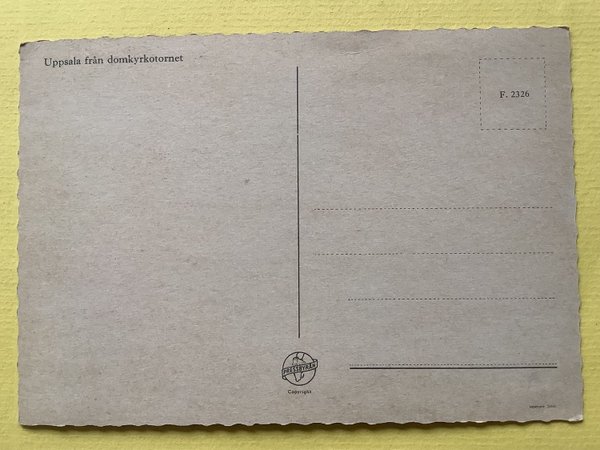 Uppsala från domkyrkotornet
F. 2326
PRESSBYRÅN
Copyright